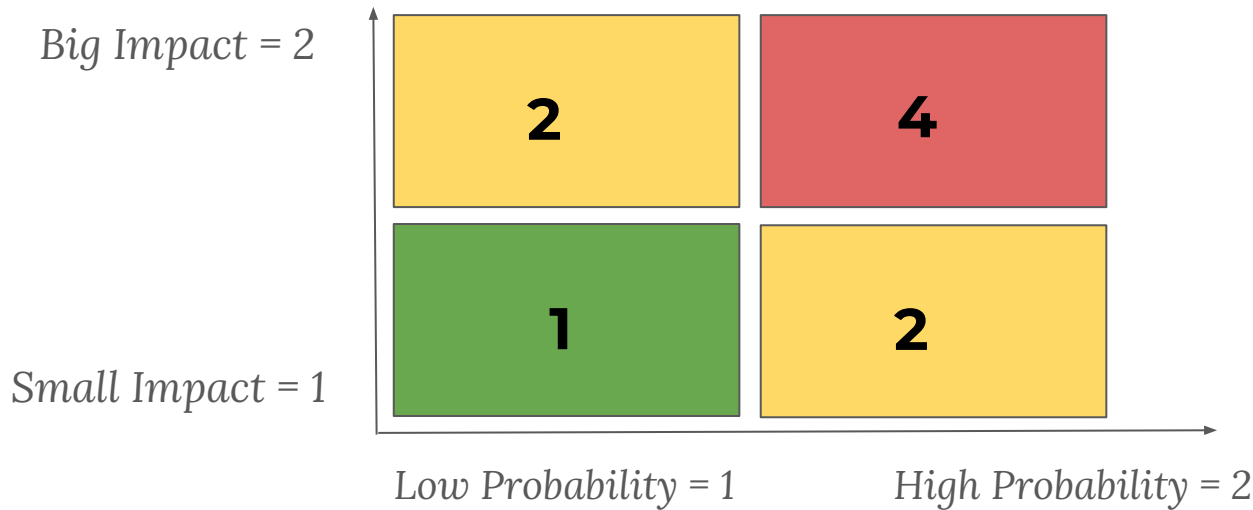 Big Impact = 2
2
4
1
2
Small Impact = 1
Low Probability = 1
High Probability = 2